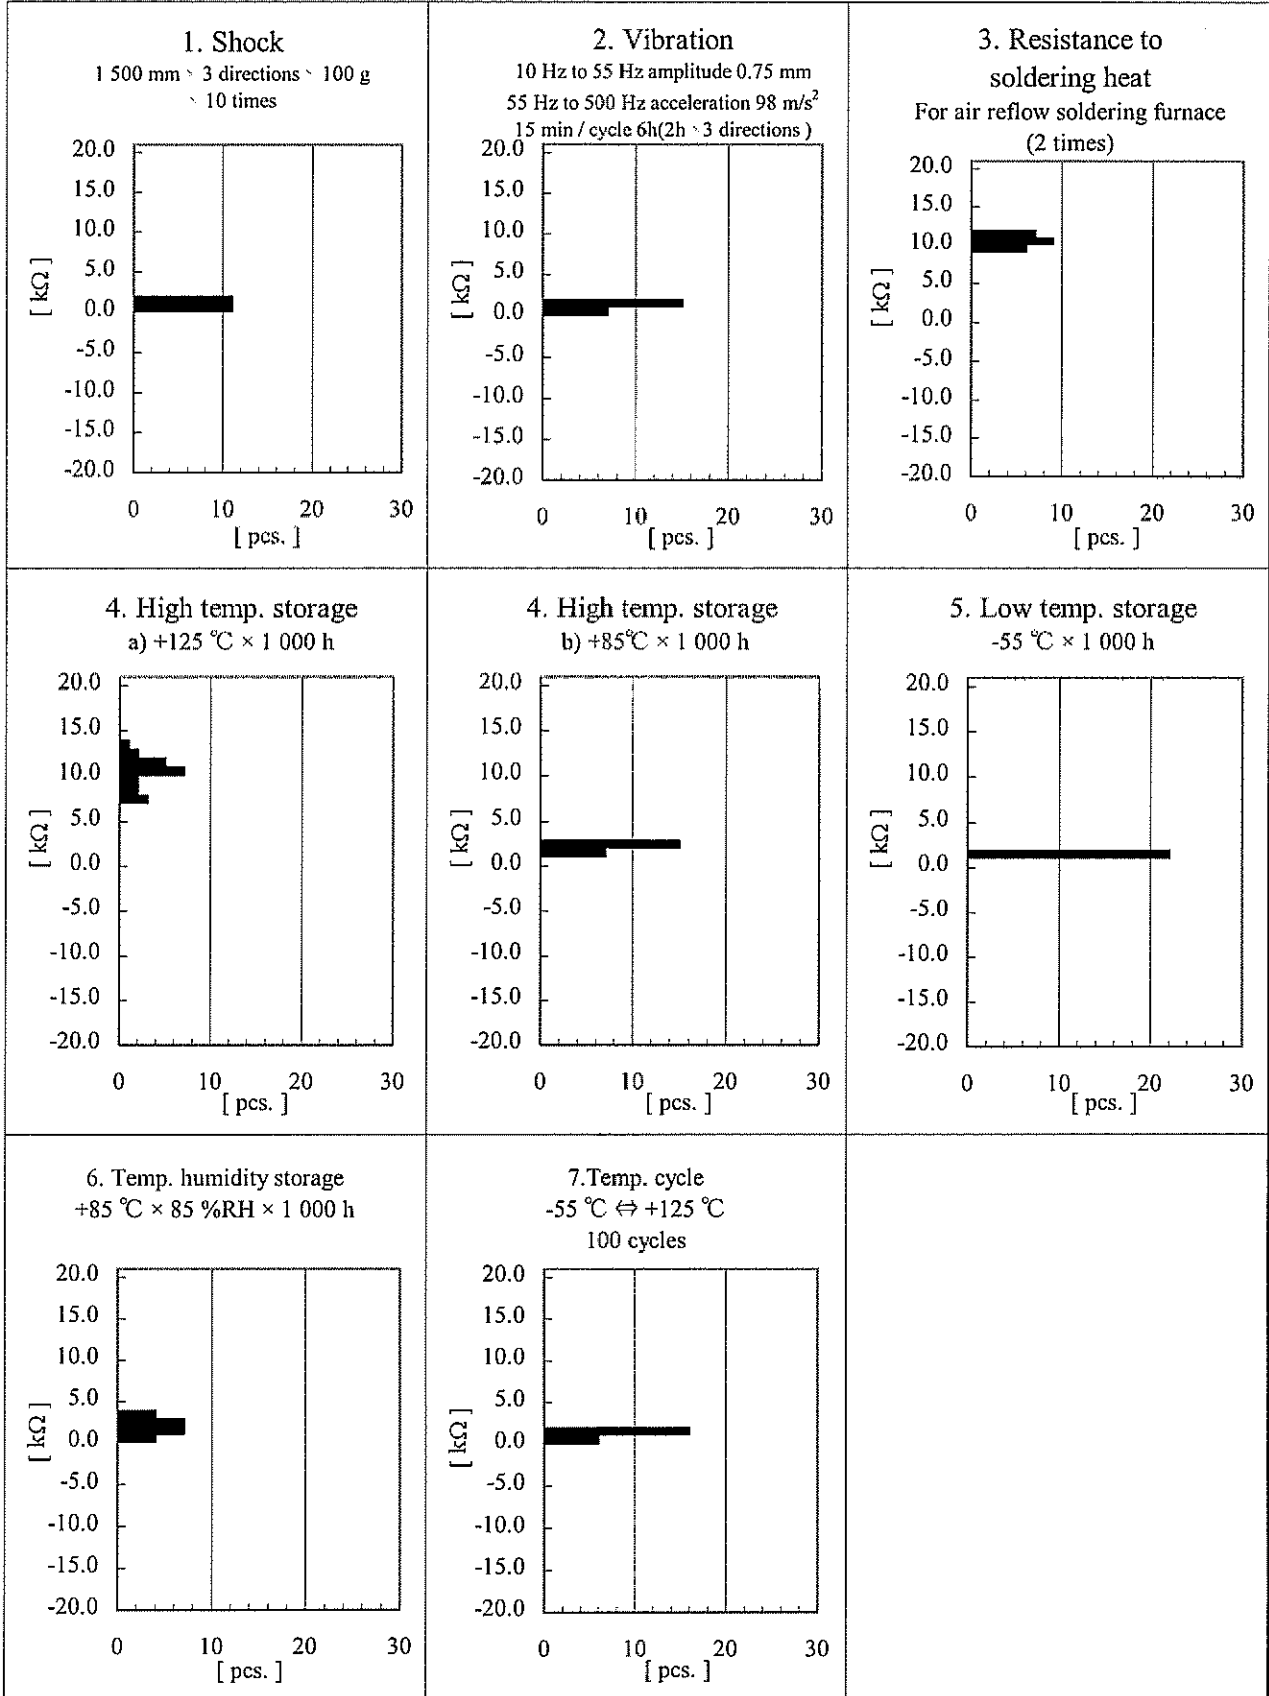 1. Shock
1 500 mm、3 directions、100 g
、10 times
20.0
15.0
10.0
5.0
0.0
-5.0
-10.0
-15.0
-20.0
[ kΩ ]
0 10 20 30
[ pcs. ]
2. Vibration
10 Hz to 55 Hz amplitude 0.75 mm
55 Hz to 500 Hz acceleration 98 m/s²
15 min / cycle 6h(2h、3 directions )
20.0
15.0
10.0
5.0
0.0
-5.0
-10.0
-15.0
-20.0
[ kΩ ]
0 10 20 30
[ pcs. ]
3. Resistance to
soldering heat
For air reflow soldering furnace
(2 times)
20.0
15.0
10.0
5.0
0.0
-5.0
-10.0
-15.0
-20.0
[ kΩ ]
0 10 20 30
[ pcs. ]
4. High temp. storage
a) +125 ℃ × 1 000 h
20.0
15.0
10.0
5.0
0.0
-5.0
-10.0
-15.0
-20.0
[ kΩ ]
0 10 20 30
[ pcs. ]
4. High temp. storage
b) +85℃ × 1 000 h
20.0
15.0
10.0
5.0
0.0
-5.0
-10.0
-15.0
-20.0
[ kΩ ]
0 10 20 30
[ pcs. ]
5. Low temp. storage
-55 ℃ × 1 000 h
20.0
15.0
10.0
5.0
0.0
-5.0
-10.0
-15.0
-20.0
[ kΩ ]
0 10 20 30
[ pcs. ]
6. Temp. humidity storage
+85 ℃ × 85 %RH × 1 000 h
20.0
15.0
10.0
5.0
0.0
-5.0
-10.0
-15.0
-20.0
[ kΩ ]
0 10 20 30
[ pcs. ]
7.Temp. cycle
-55 ℃ ⇔ +125 ℃
100 cycles
20.0
15.0
10.0
5.0
0.0
-5.0
-10.0
-15.0
-20.0
[ kΩ ]
0 10 20 30
[ pcs. ]